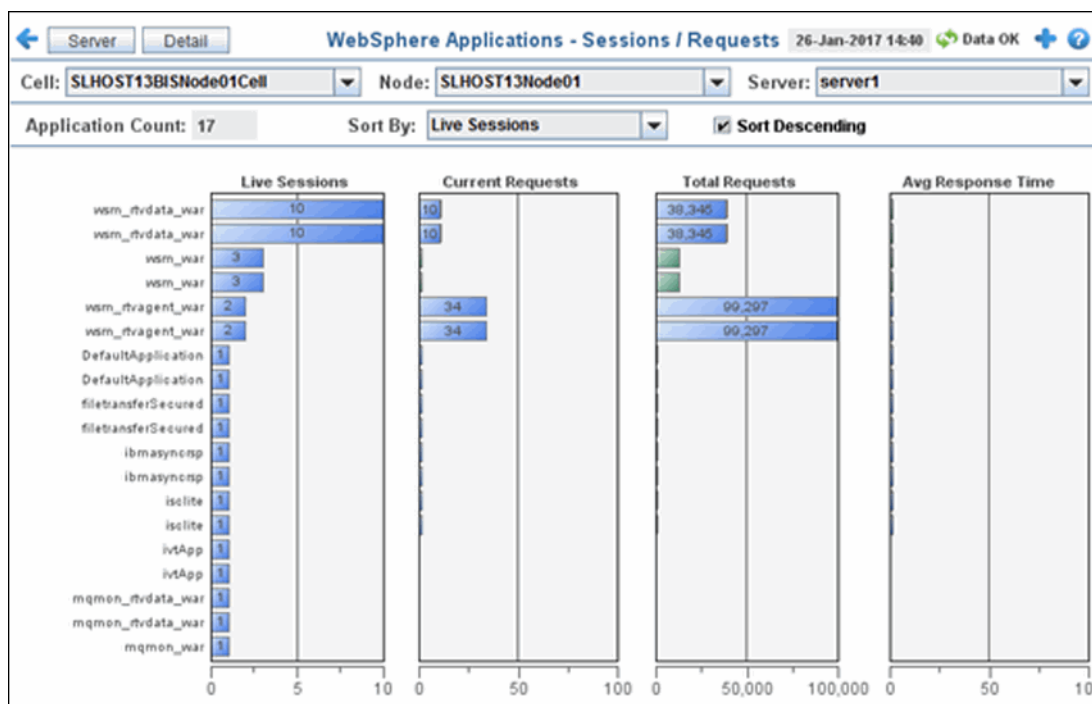 Server Detail WebSphere Applications - Sessions / Requests 26-Jan-2017 14:40 Data OK
Cell: SLHOST13BISNode01Cell Node: SLHOST13Node01 Server: server1
Application Count: 17 Sort By: Live Sessions Sort Descending
Live Sessions Current Requests Total Requests Avg Response Time
wsm_rtvdata_war 10 10 38,345
wsm_rtvdata_war 10 10 38,345
wsm_war 3
wsm_war 3
wsm_rtvagent_war 2 34 99,297
wsm_rtvagent_war 2 34 99,297
DefaultApplication 1
DefaultApplication 1
filetransferSecured 1
filetransferSecured 1
ibmasyncrsp 1
ibmasyncrsp 1
isclite 1
isclite 1
ivtApp 1
ivtApp 1
mqmon_rtvdata_war 1
mqmon_rtvdata_war 1
mqmon_war 1
0 5 10 0 50 100 0 50,000 100,000 0 50